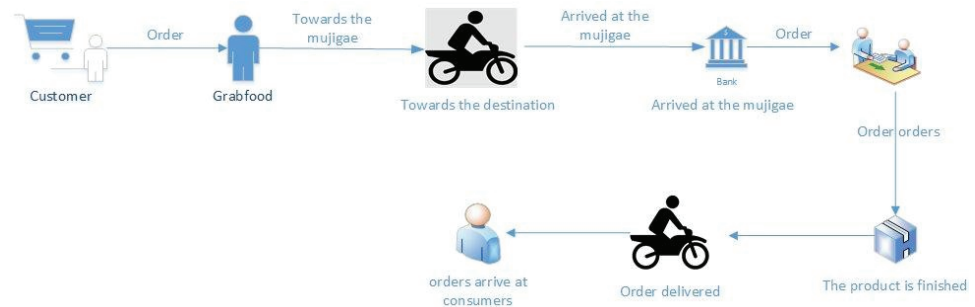 Order
Towards the
mujigae
Arrived at the
mujigae
Order
Bank
Customer
Grabfood
Towards the destination
Arrived at the mujigae
Order orders
orders arrive at
consumers
Order delivered
The product is finished